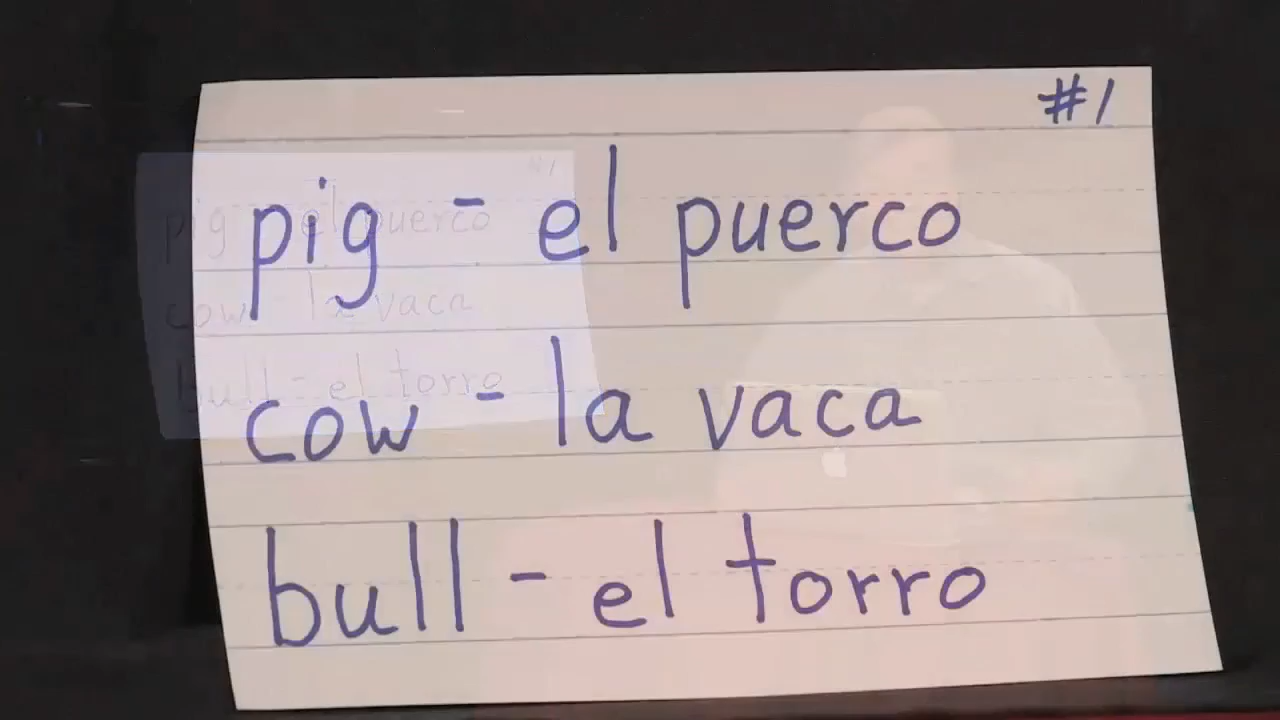 #1
pig - el puerco
cow - la vaca
bull - el torro